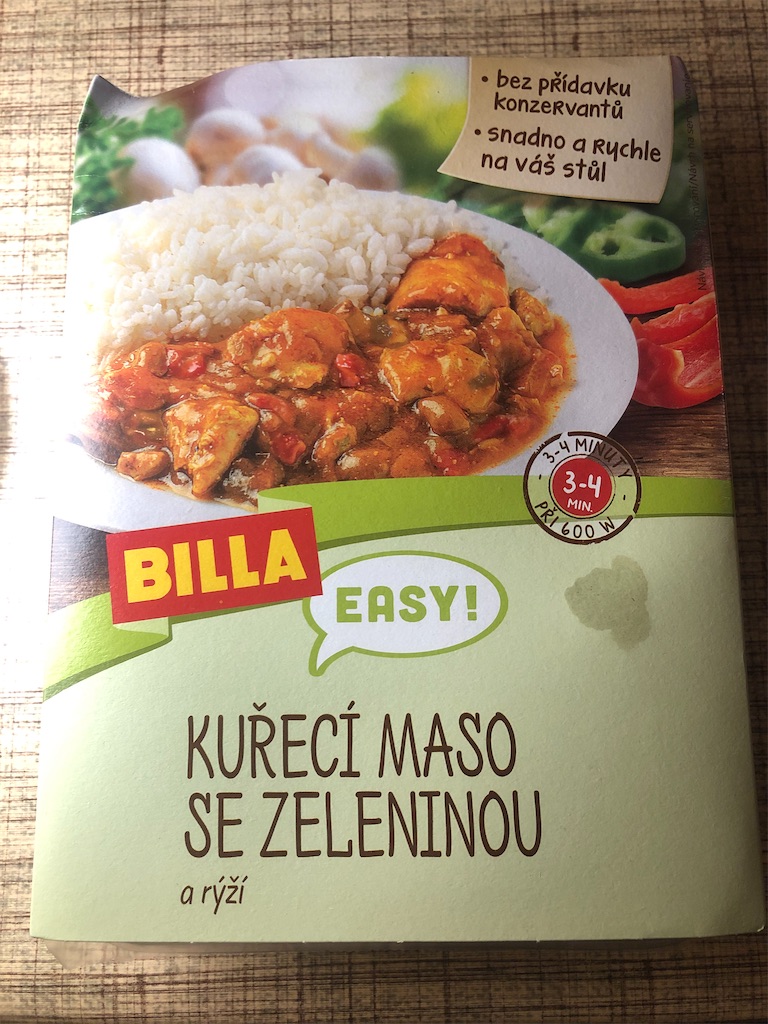 • bez přídavku
konzervantů
• snadno a rychle
na váš stůl
3-4 MINUTY
3-4
MIN.
PŘI 600 W
BILLA
EASY!
KUŘECÍ MASO
SE ZELENINOU
a rýží